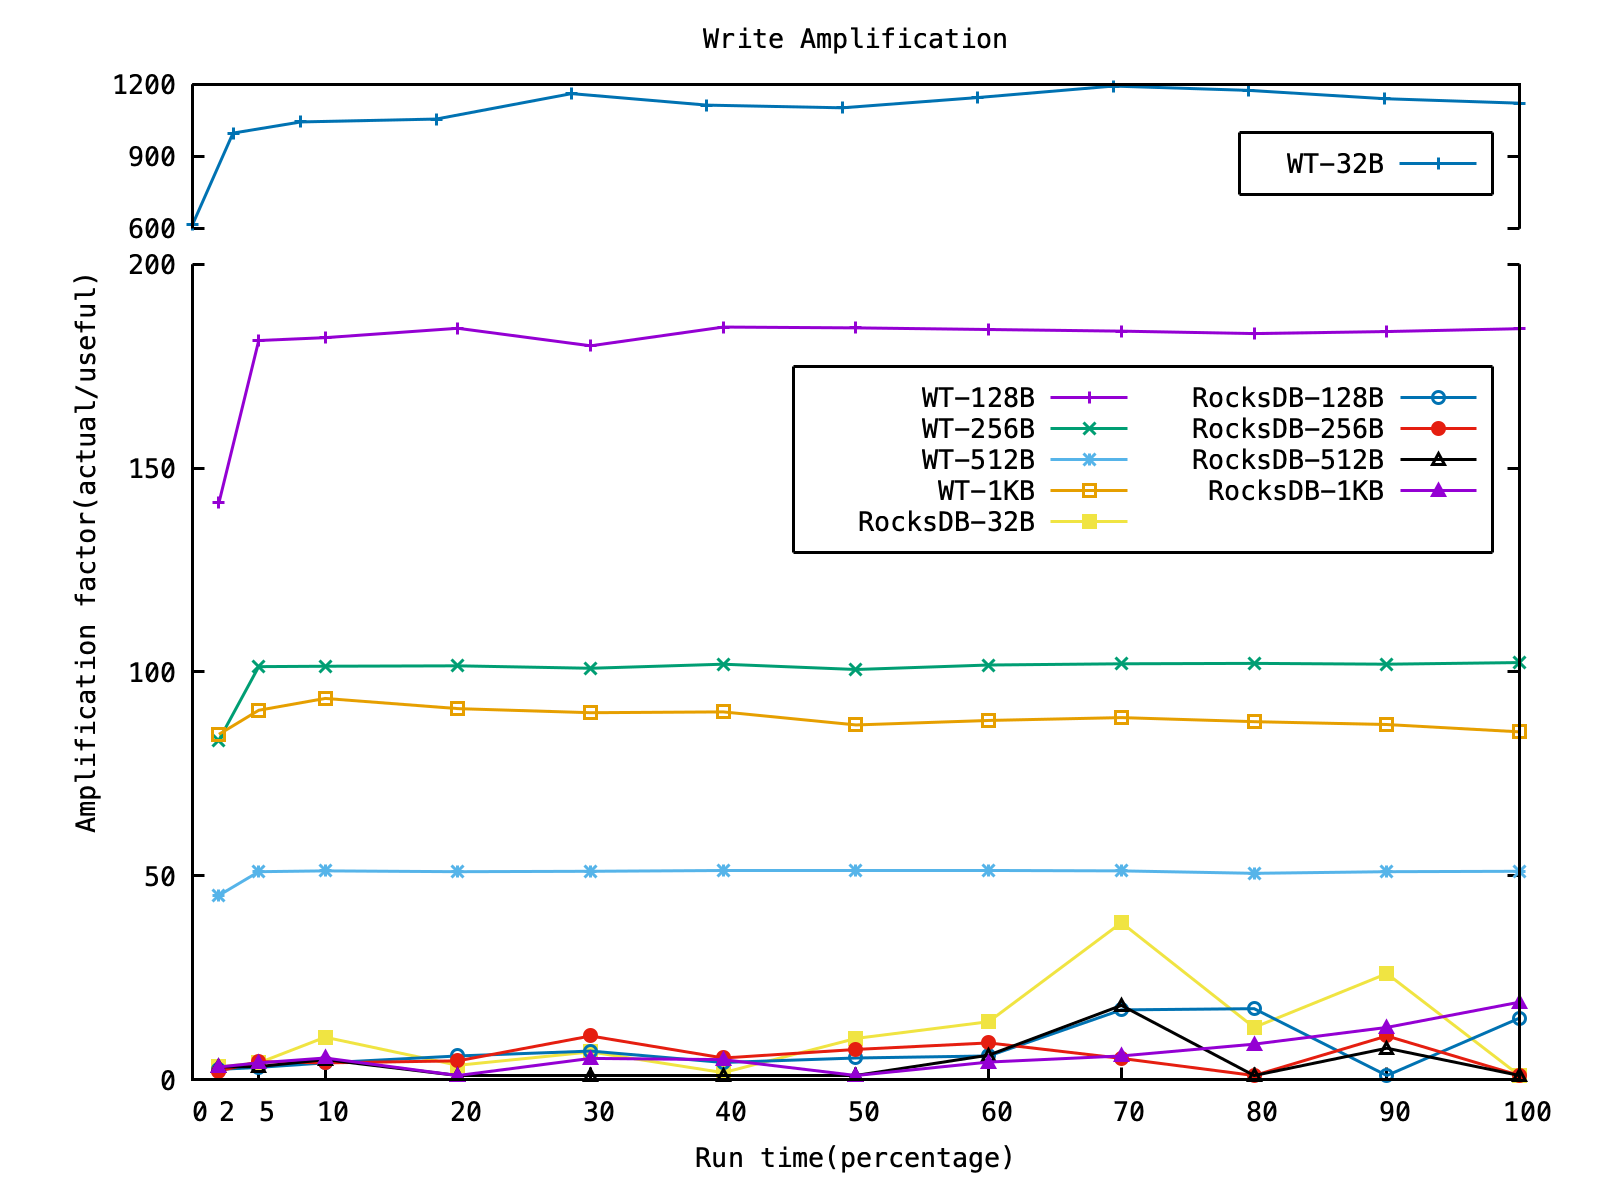 Write Amplification
1200
900
600
WT-32B
200
150
100
50
0
Amplification factor(actual/useful)
WT-128B
WT-256B
WT-512B
WT-1KB
RocksDB-32B
RocksDB-128B
RocksDB-256B
RocksDB-512B
RocksDB-1KB
0 2 5 10 20 30 40 50 60 70 80 90 100
Run time(percentage)